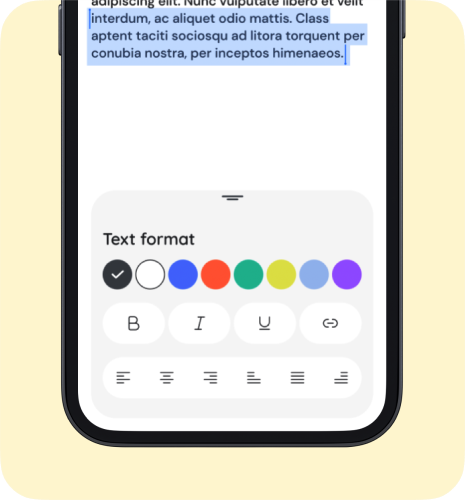 adipiscing elit. Nunc vulputate libero et velit
interdum, ac aliquet odio mattis. Class
aptent taciti sociosqu ad litora torquent per
conubia nostra, per inceptos himenaeos.
Text format
B I U